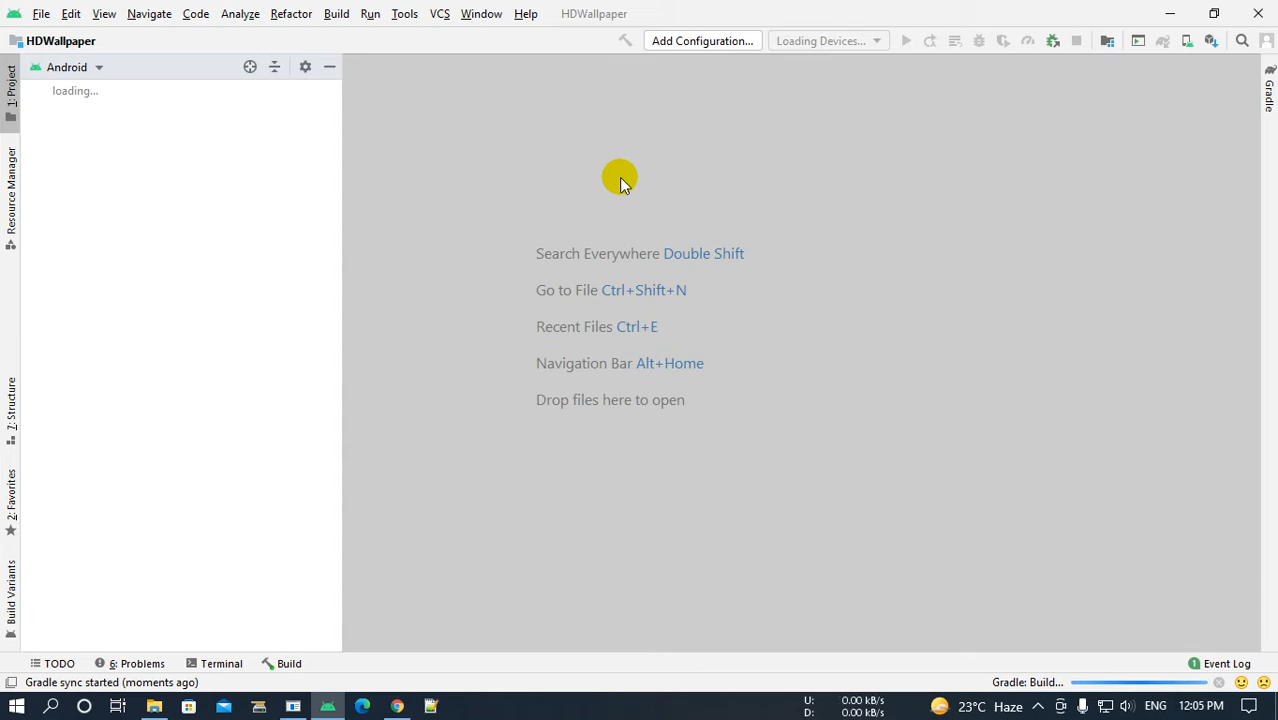 File Edit View Navigate Code Analyze Refactor Build Run Tools VCS Window Help HDWallpaper
HDWallpaper Add Configuration... Loading Devices...
Android
loading...
1: Project
Resource Manager
7: Structure
2: Favorites
Build Variants
Gradle
Search Everywhere Double Shift
Go to File Ctrl+Shift+N
Recent Files Ctrl+E
Navigation Bar Alt+Home
Drop files here to open
TODO 6: Problems Terminal Build 1 Event Log
Gradle sync started (moments ago) Gradle: Build...
U: 0.00 kB/s
D: 0.00 kB/s
23°C Haze ENG 12:05 PM